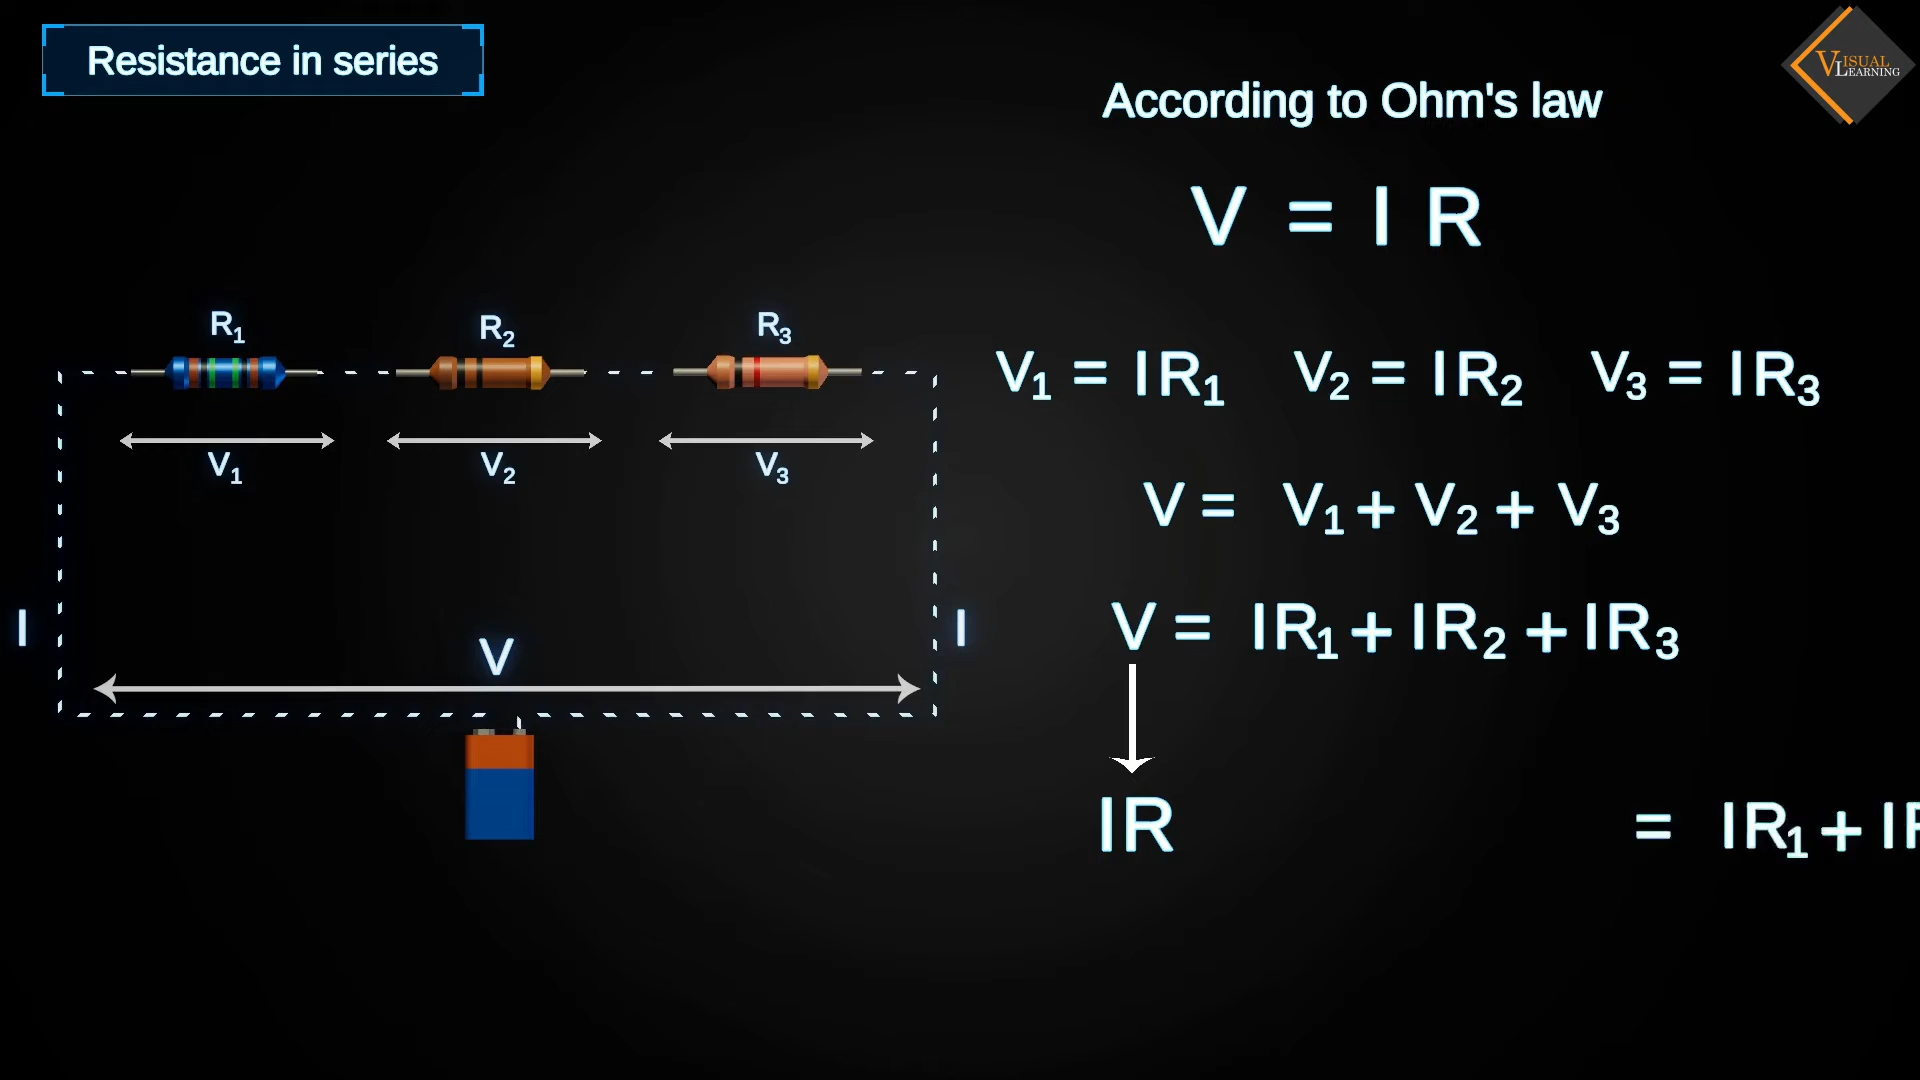 Resistance in series
VISUAL
LEARNING
According to Ohm's law
V = I R
R1 R2 R3
V1 = IR1 V2 = IR2 V3 = IR3
V1 V2 V3
V = V1 + V2 + V3
I V I
V = IR1 + IR2 + IR3
IR = IR1 + I